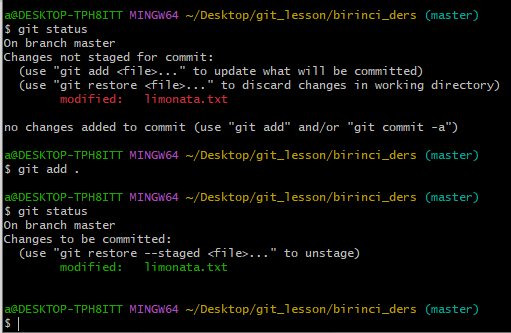 a@DESKTOP-TPH8ITT MINGW64 ~/Desktop/git_lesson/birinci_ders (master)
$ git status
On branch master
Changes not staged for commit:
  (use "git add <file>..." to update what will be committed)
  (use "git restore <file>..." to discard changes in working directory)
        modified:   limonata.txt

no changes added to commit (use "git add" and/or "git commit -a")

a@DESKTOP-TPH8ITT MINGW64 ~/Desktop/git_lesson/birinci_ders (master)
$ git add .

a@DESKTOP-TPH8ITT MINGW64 ~/Desktop/git_lesson/birinci_ders (master)
$ git status
On branch master
Changes to be committed:
  (use "git restore --staged <file>..." to unstage)
        modified:   limonata.txt


a@DESKTOP-TPH8ITT MINGW64 ~/Desktop/git_lesson/birinci_ders (master)
$